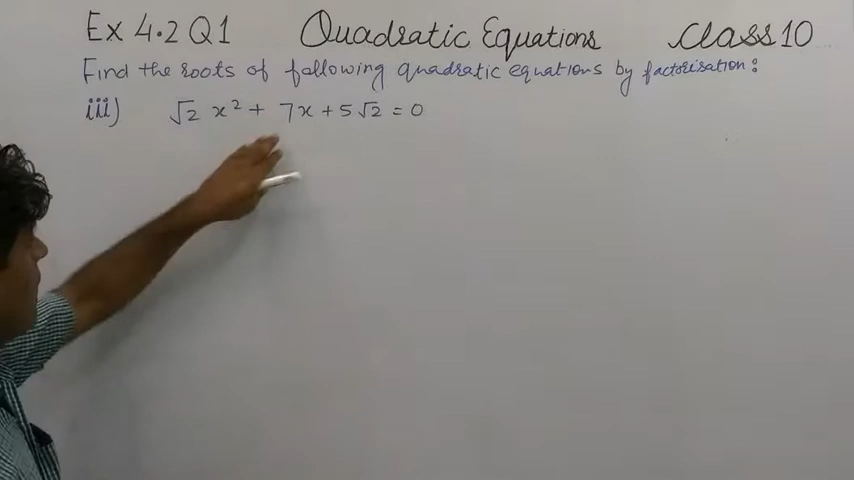 Ex 4.2 Q1 Quadratic Equations Class 10
Find the roots of following quadratic equations by factorisation:
iii) √2 x² + 7x + 5√2 = 0